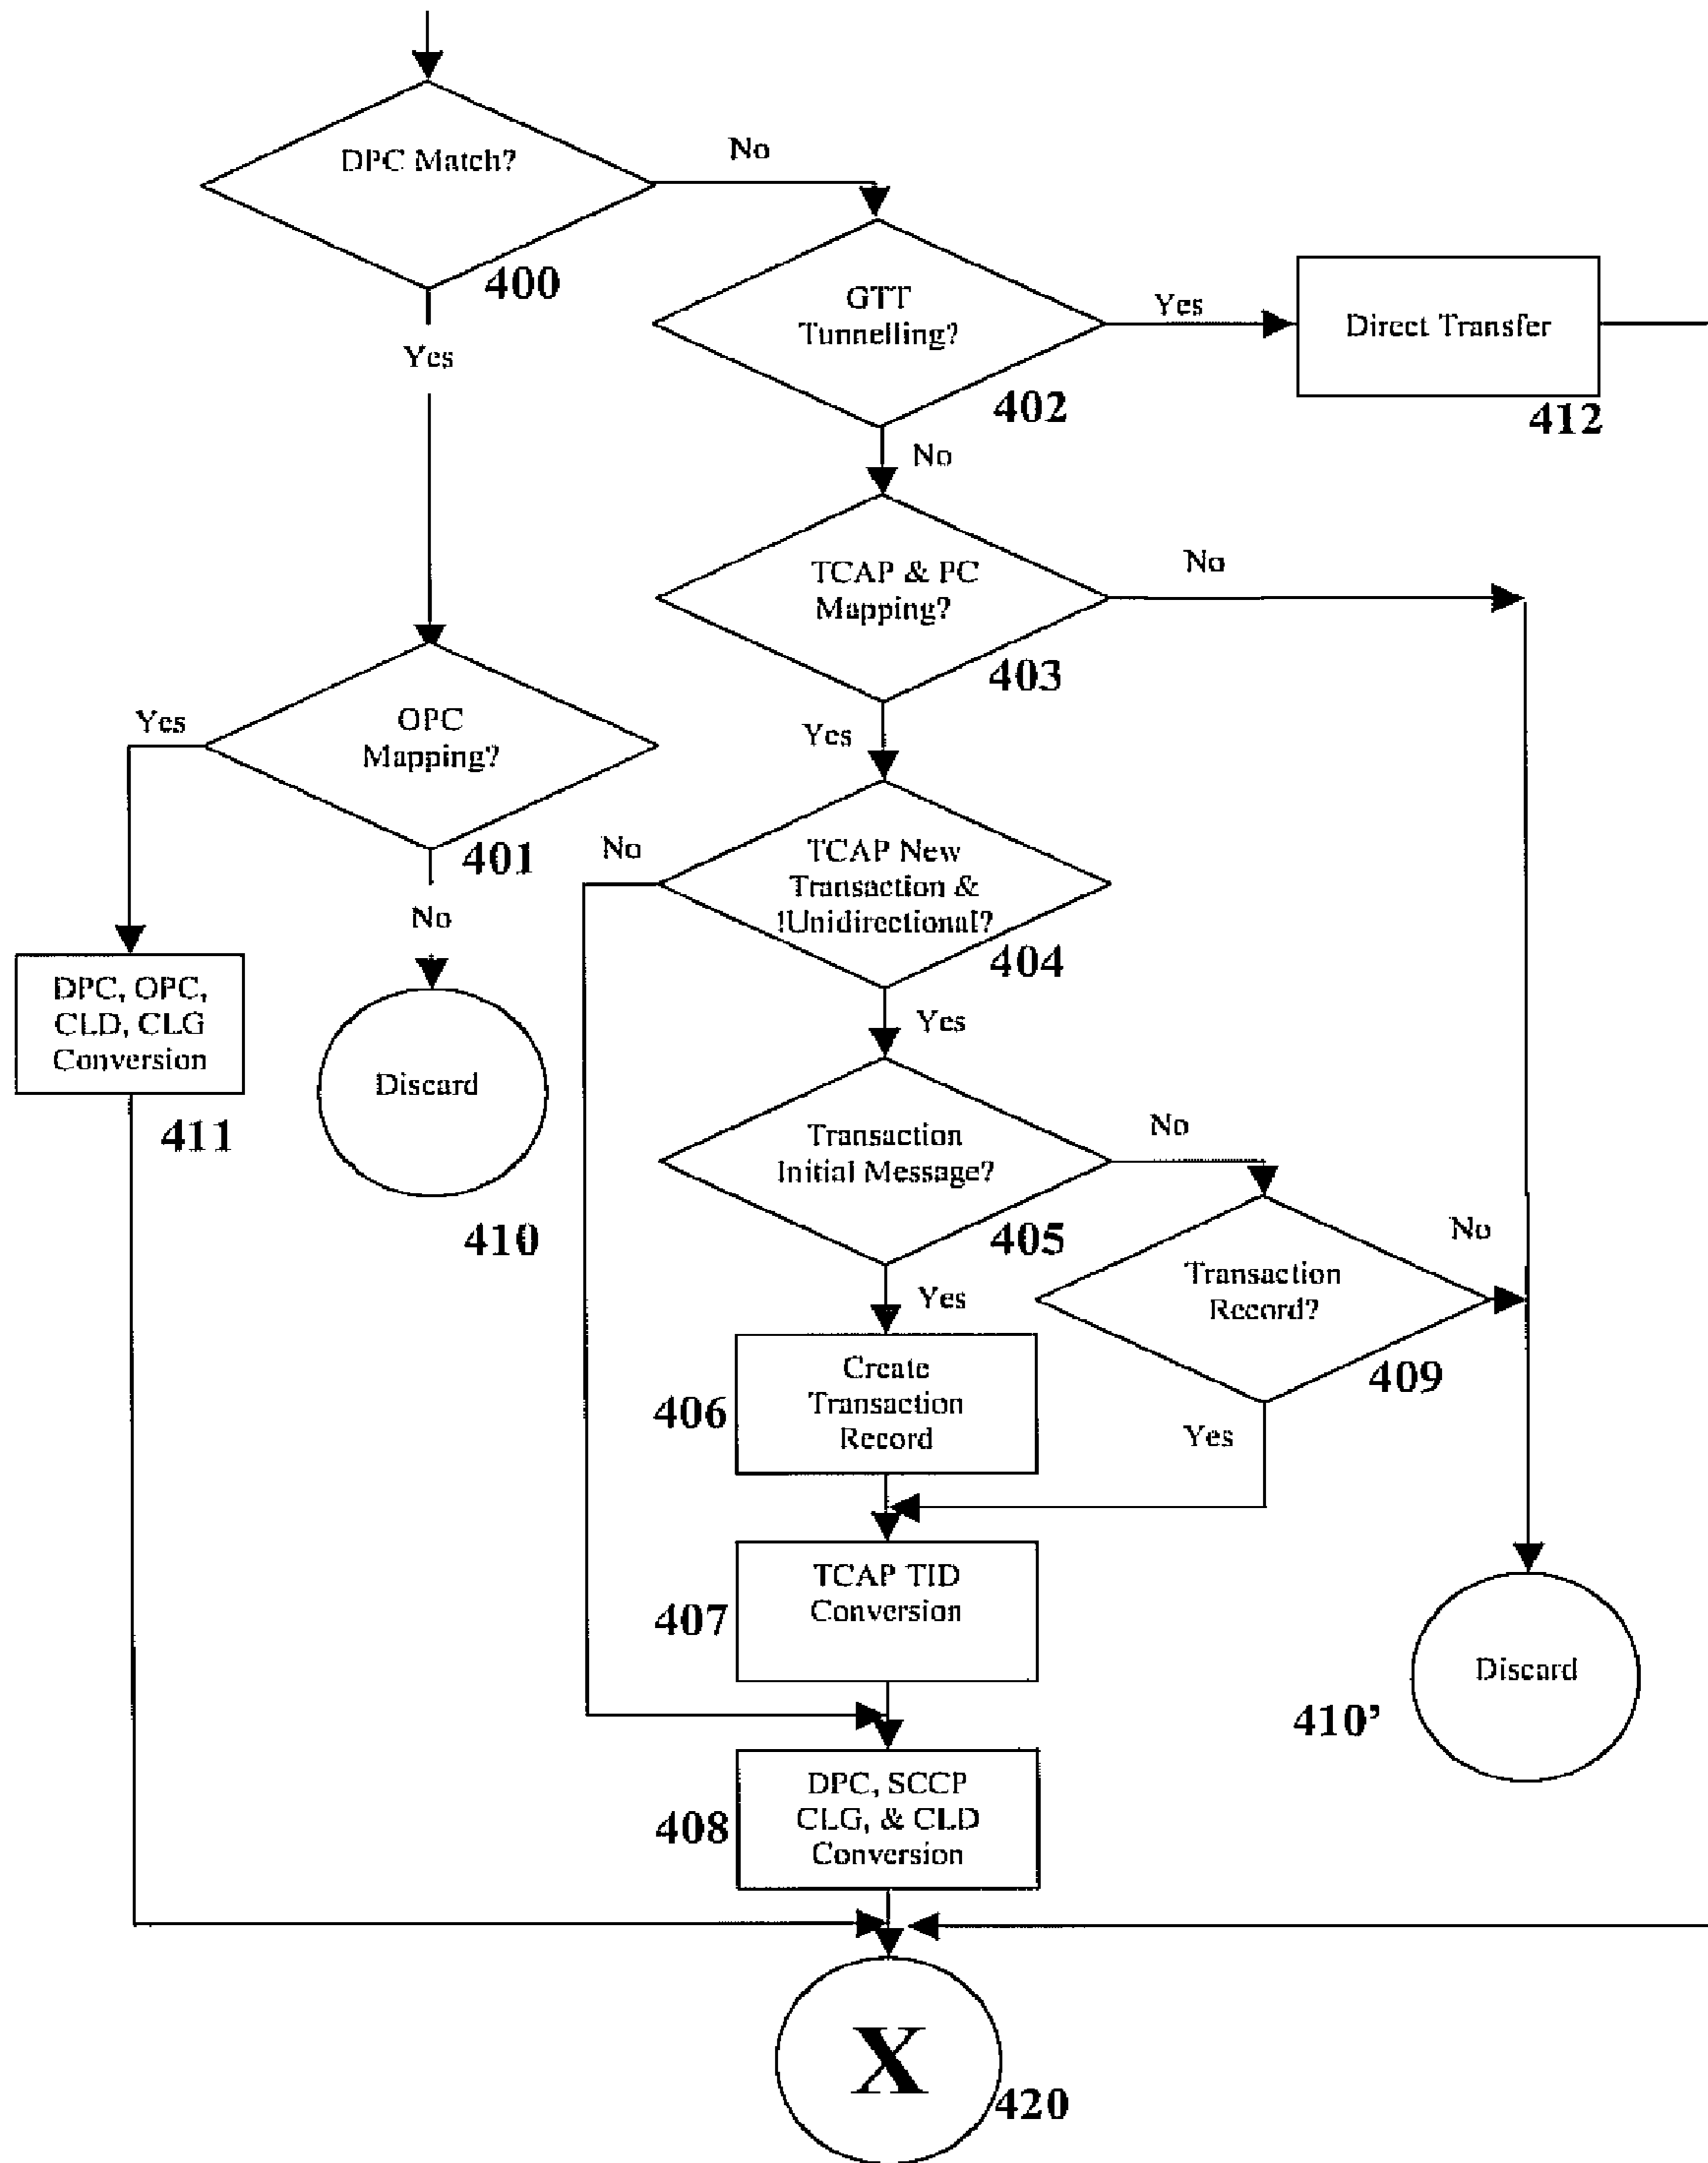 DPC Match?
No
400
Yes
GTT
Tunnelling?
Yes
402
Direct Transfer
412
No
TCAP & PC
Mapping?
No
403
Yes
OPC
Mapping?
Yes
401
No
DPC, OPC,
CLD, CLG
Conversion
411
Discard
410
TCAP New
Transaction &
!Unidirectional?
No
404
Yes
Transaction
Initial Message?
No
405
Yes
Transaction
Record?
No
409
Yes
Create
Transaction
Record
406
TCAP TID
Conversion
407
Discard
410’
DPC, SCCP
CLG, & CLD
Conversion
408
X
420